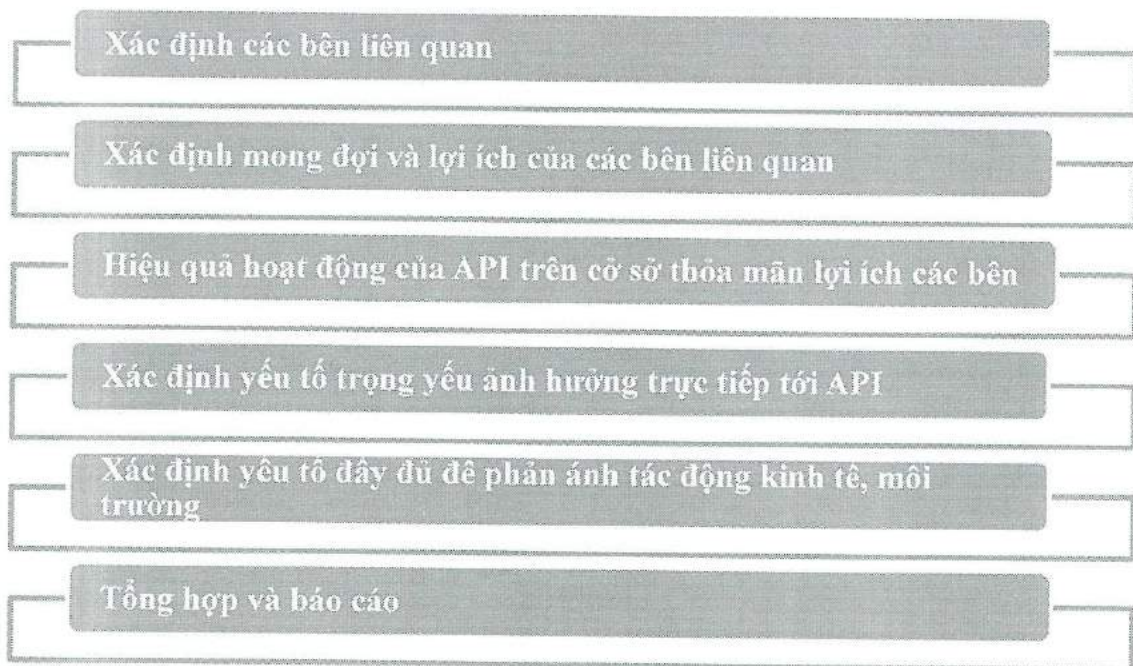 Xác định các bên liên quan
Xác định mong đợi và lợi ích của các bên liên quan
Hiệu quả hoạt động của API trên cở sở thỏa mãn lợi ích các bên
Xác định yếu tố trọng yếu ảnh hưởng trực tiếp tới API
Xác định yếu tố đầy đủ để phản ánh tác động kinh tế, môi
trường
Tổng hợp và báo cáo